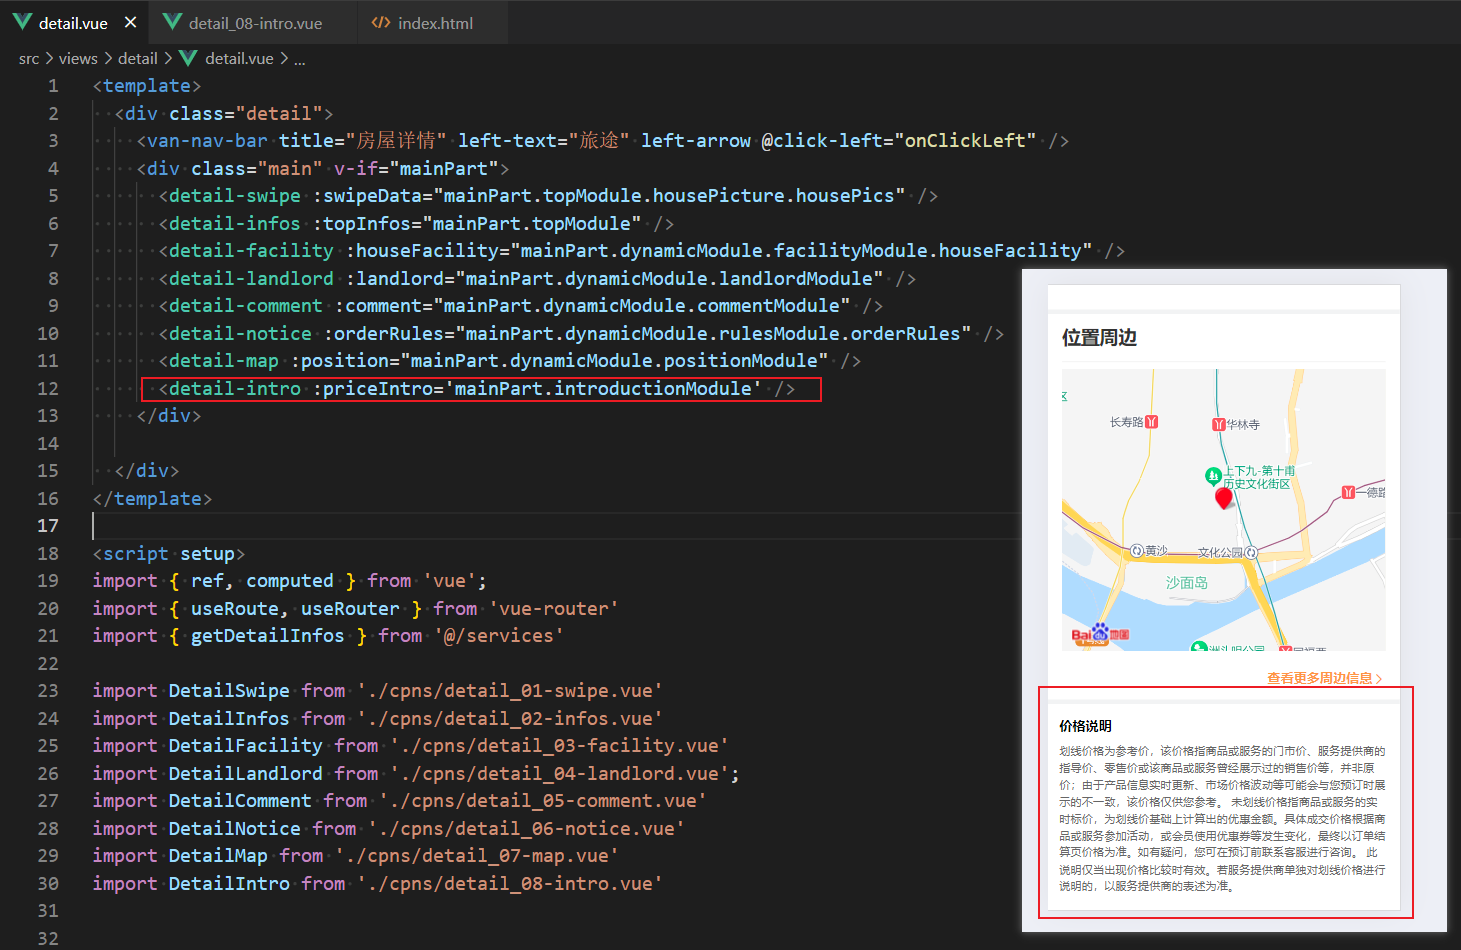 detail.vue
detail_08-intro.vue
index.html
src > views > detail > detail.vue > ...
1 <template>
2 <div class="detail">
3 <van-nav-bar title="房屋详情" left-text="旅途" left-arrow @click-left="onClickLeft" />
4 <div class="main" v-if="mainPart">
5 <detail-swipe :swipeData="mainPart.topModule.housePicture.housePics" />
6 <detail-infos :topInfos="mainPart.topModule" />
7 <detail-facility :houseFacility="mainPart.dynamicModule.facilityModule.houseFacility" />
8 <detail-landlord :landlord="mainPart.dynamicModule.landlordModule" />
9 <detail-comment :comment="mainPart.dynamicModule.commentModule" />
10 <detail-notice :orderRules="mainPart.dynamicModule.rulesModule.orderRules" />
11 <detail-map :position="mainPart.dynamicModule.positionModule" />
12 <detail-intro :priceIntro='mainPart.introductionModule' />
13 </div>
14
15 </div>
16 </template>
17
18 <script setup>
19 import { ref, computed } from 'vue';
20 import { useRoute, useRouter } from 'vue-router'
21 import { getDetailInfos } from '@/services'
22
23 import DetailSwipe from './cpns/detail_01-swipe.vue'
24 import DetailInfos from './cpns/detail_02-infos.vue'
25 import DetailFacility from './cpns/detail_03-facility.vue'
26 import DetailLandlord from './cpns/detail_04-landlord.vue';
27 import DetailComment from './cpns/detail_05-comment.vue'
28 import DetailNotice from './cpns/detail_06-notice.vue'
29 import DetailMap from './cpns/detail_07-map.vue'
30 import DetailIntro from './cpns/detail_08-intro.vue'
31
32
位置周边
区
长寿路
华林寺
上下九-第十甫
历史文化街区
一德路
黄沙
文化公园
沙面岛
Bai du 地图
洲头咀公园
同福西
查看更多周边信息 >
价格说明
划线价格为参考价，该价格指商品或服务的门市价、服务提供商的
指导价、零售价或该商品或服务曾经展示过的销售价等，并非原
价；由于产品信息实时更新、市场价格波动等可能会与您预订时展
示的不一致，该价格仅供您参考。 未划线价格指商品或服务的实
时标价，为划线价基础上计算出的优惠金额。具体成交价格根据商
品或服务参加活动，或会员使用优惠券等发生变化，最终以订单结
算页价格为准。如有疑问，您可在预订前联系客服进行咨询。 此
说明仅当出现价格比较时有效。若服务提供商单独对划线价格进行
说明的，以服务提供商的表述为准。